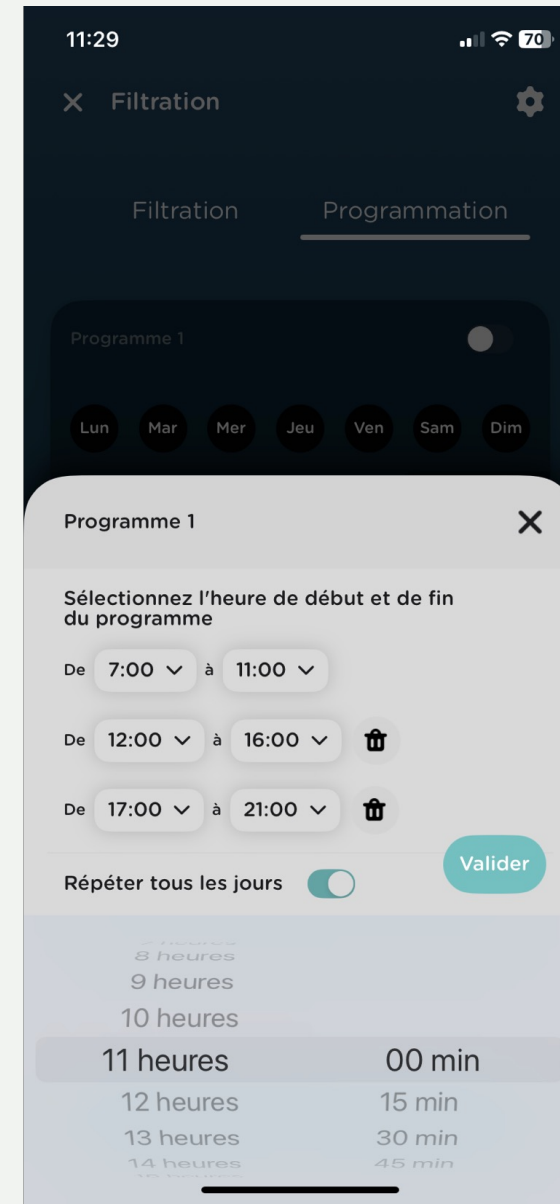 11:29
70
Filtration
Filtration Programmation
Programme 1
Lun Mar Mer Jeu Ven Sam Dim
Programme 1
Sélectionnez l'heure de début et de fin
du programme
De 7:00 à 11:00
De 12:00 à 16:00
De 17:00 à 21:00
Valider
Répéter tous les jours
8 heures
9 heures
10 heures
11 heures 00 min
12 heures 15 min
13 heures 30 min
14 heures 45 min